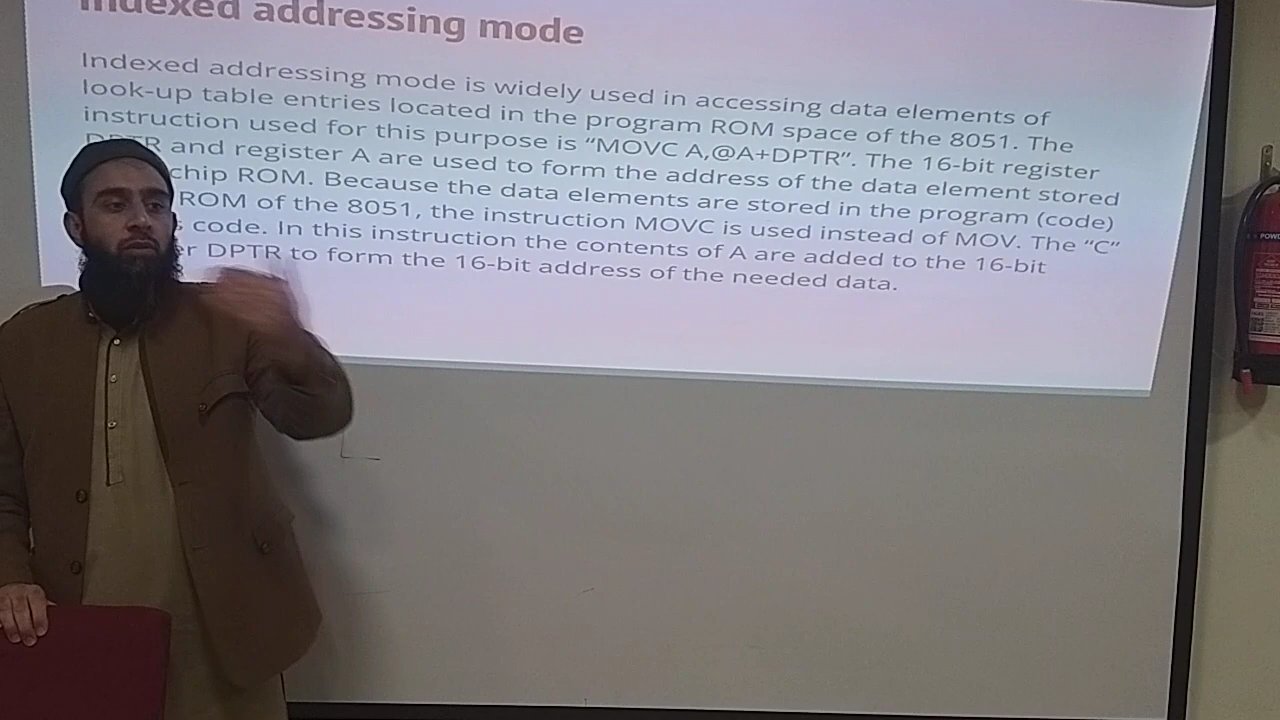 Indexed addressing mode
Indexed addressing mode is widely used in accessing data elements of
look-up table entries located in the program ROM space of the 8051. The
instruction used for this purpose is “MOVC A,@A+DPTR”. The 16-bit register
DPTR and register A are used to form the address of the data element stored
chip ROM. Because the data elements are stored in the program (code)
ROM of the 8051, the instruction MOVC is used instead of MOV. The “C”
code. In this instruction the contents of A are added to the 16-bit
er DPTR to form the 16-bit address of the needed data.